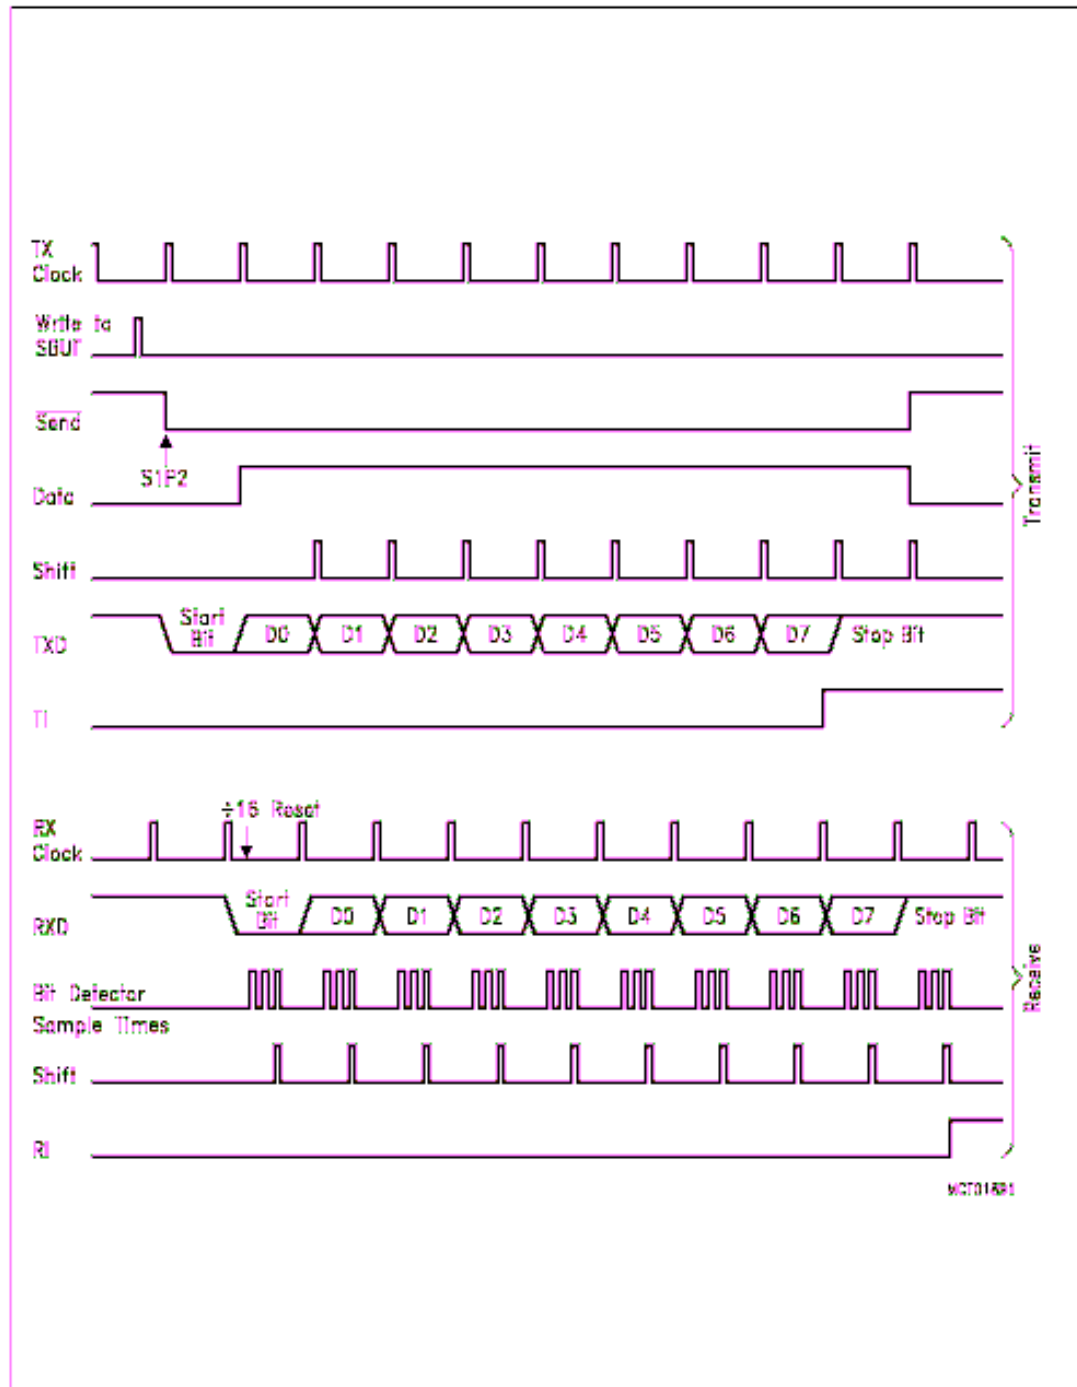 TX
Clock
Write to
SBUF
Send
S1P2
Data
Shift
Start
Bit
D0 D1 D2 D3 D4 D5 D6 D7 Stop Bit
TXD
TI
Transmit
÷16 Reset
RX
Clock
Start
Bit
D0 D1 D2 D3 D4 D5 D6 D7 Stop Bit
RXD
Bit Detector
Sample Times
Shift
RI
Receive